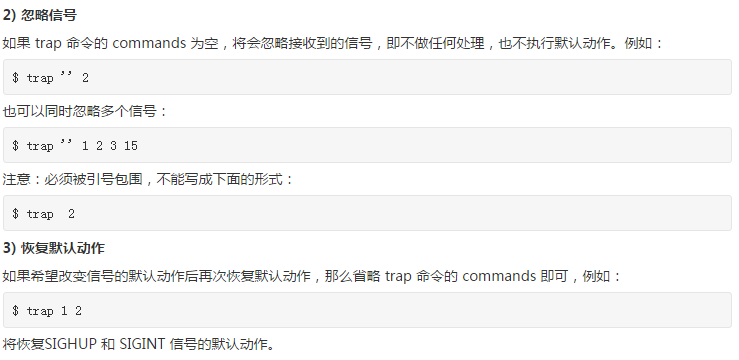 2) 忽略信号
如果 trap 命令的 commands 为空，将会忽略接收到的信号，即不做任何处理，也不执行默认动作。例如：
$ trap ’’ 2
也可以同时忽略多个信号：
$ trap ’’ 1 2 3 15
注意：必须被引号包围，不能写成下面的形式：
$ trap  2
3) 恢复默认动作
如果希望改变信号的默认动作后再次恢复默认动作，那么省略 trap 命令的 commands 即可，例如：
$ trap 1 2
将恢复SIGHUP 和 SIGINT 信号的默认动作。